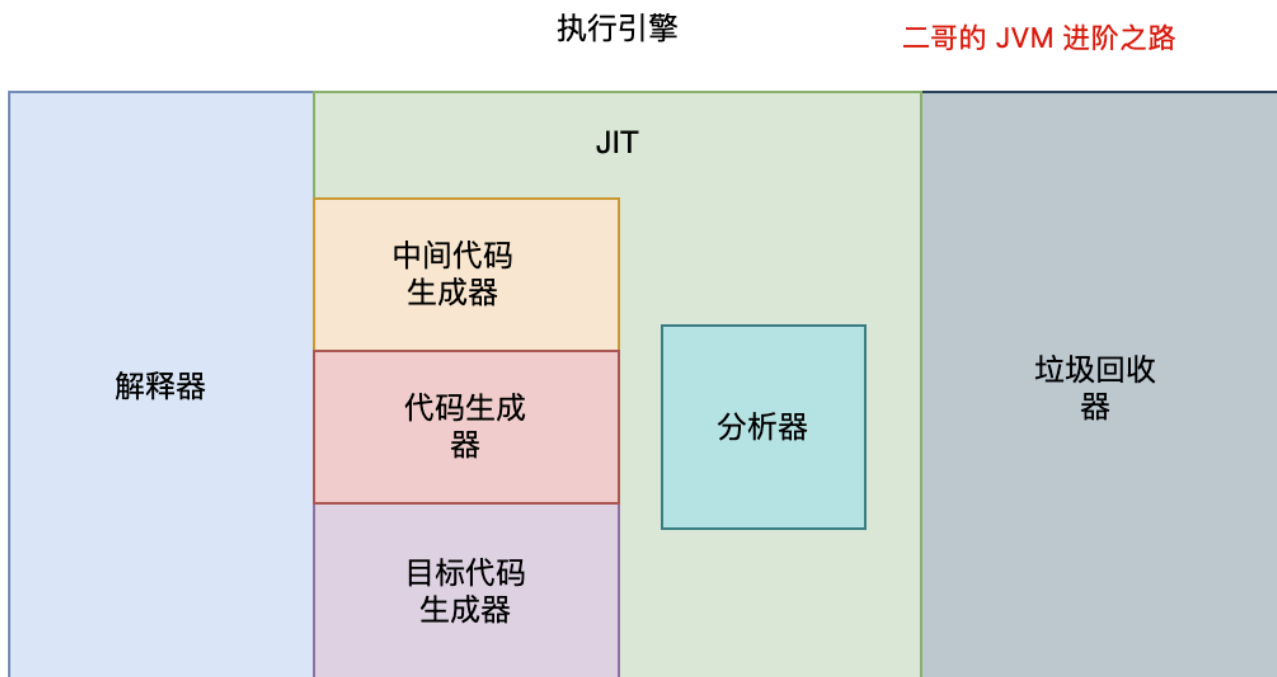 执行引擎
二哥的 JVM 进阶之路
JIT
中间代码
生成器
解释器
代码生成
器
分析器
垃圾回收
器
目标代码
生成器